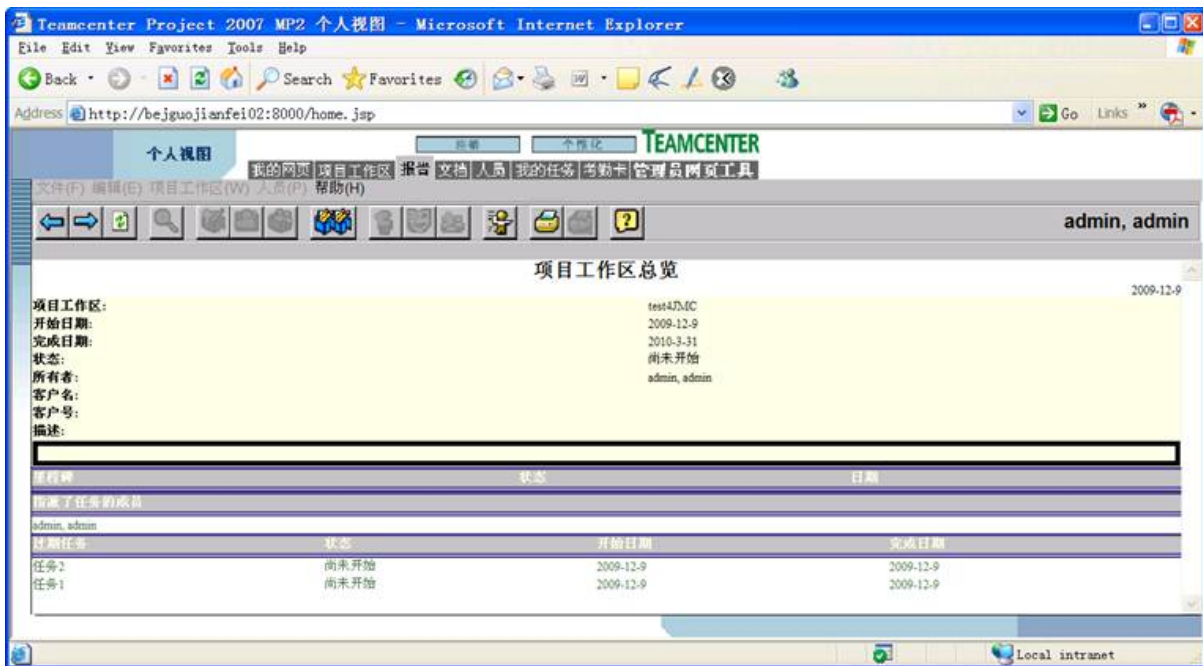 Teamcenter Project 2007 MP2 个人视图 - Microsoft Internet Explorer
File Edit View Favorites Tools Help
Back Search Favorites
Address http://bejguojianfei02:8000/home.jsp Go Links »
注销 个性化 TEAMCENTER
个人视图
我的网页 项目工作区 报告 文档 人员 我的任务 考勤卡 管理员网页工具
文件(F) 编辑(E) 项目工作区(W) 人员(P) 帮助(H)
admin, admin
项目工作区总览
2009-12-9
项目工作区: test4JMC
开始日期: 2009-12-9
完成日期: 2010-3-31
状态: 尚未开始
所有者: admin, admin
客户名:
客户号:
描述:
里程碑 状态 日期
指派了任务的成员
admin, admin
过期任务 状态 开始日期 完成日期
任务2 尚未开始 2009-12-9 2009-12-9
任务1 尚未开始 2009-12-9 2009-12-9
Local intranet